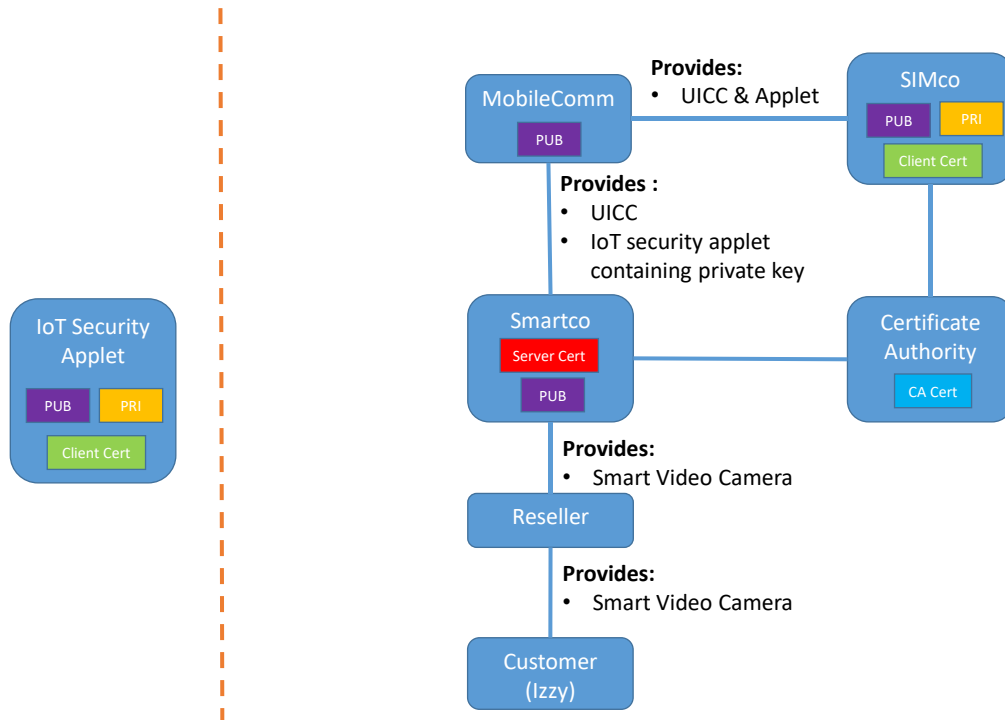 Provides:
• UICC & Applet
MobileComm
PUB
SIMco
PUB
PRI
Client Cert
Provides :
• UICC
• IoT security applet
containing private key
IoT Security
Applet
PUB
PRI
Client Cert
Smartco
Server Cert
PUB
Certificate
Authority
CA Cert
Provides:
• Smart Video Camera
Reseller
Provides:
• Smart Video Camera
Customer
(Izzy)